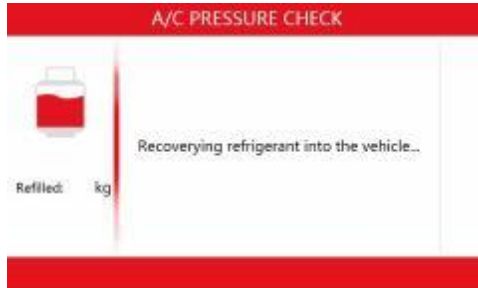 A/C PRESSURE CHECK
Recoverying refrigerant into the vehicle...
Refilled: kg